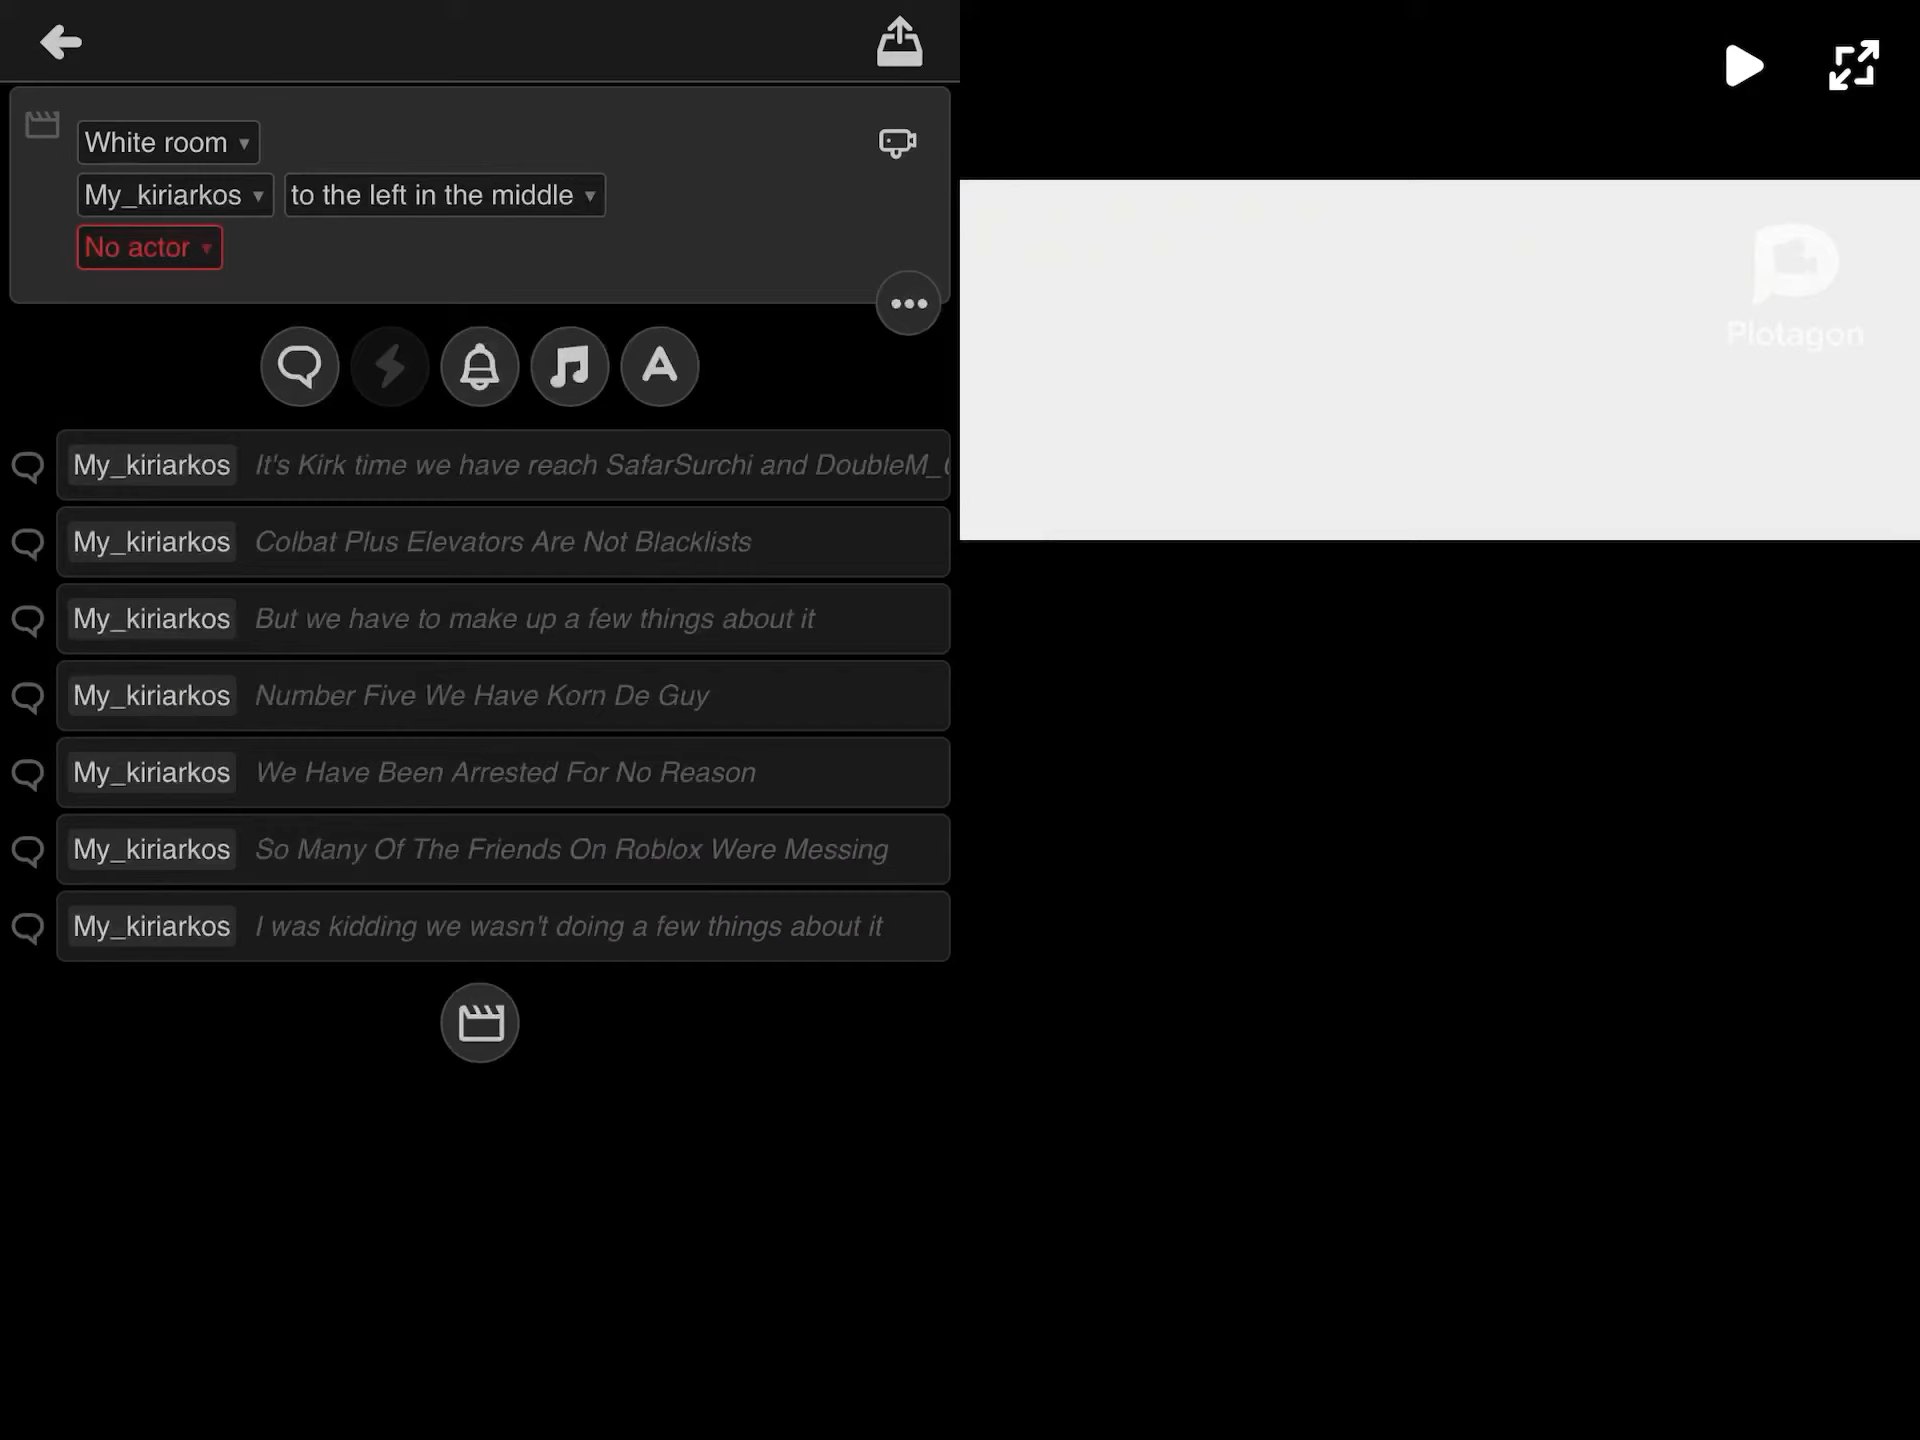 White room
My_kiriarkos to the left in the middle
No actor
Plotagon
My_kiriarkos It's Kirk time we have reach SafarSurchi and DoubleM_
My_kiriarkos Colbat Plus Elevators Are Not Blacklists
My_kiriarkos But we have to make up a few things about it
My_kiriarkos Number Five We Have Korn De Guy
My_kiriarkos We Have Been Arrested For No Reason
My_kiriarkos So Many Of The Friends On Roblox Were Messing
My_kiriarkos I was kidding we wasn't doing a few things about it